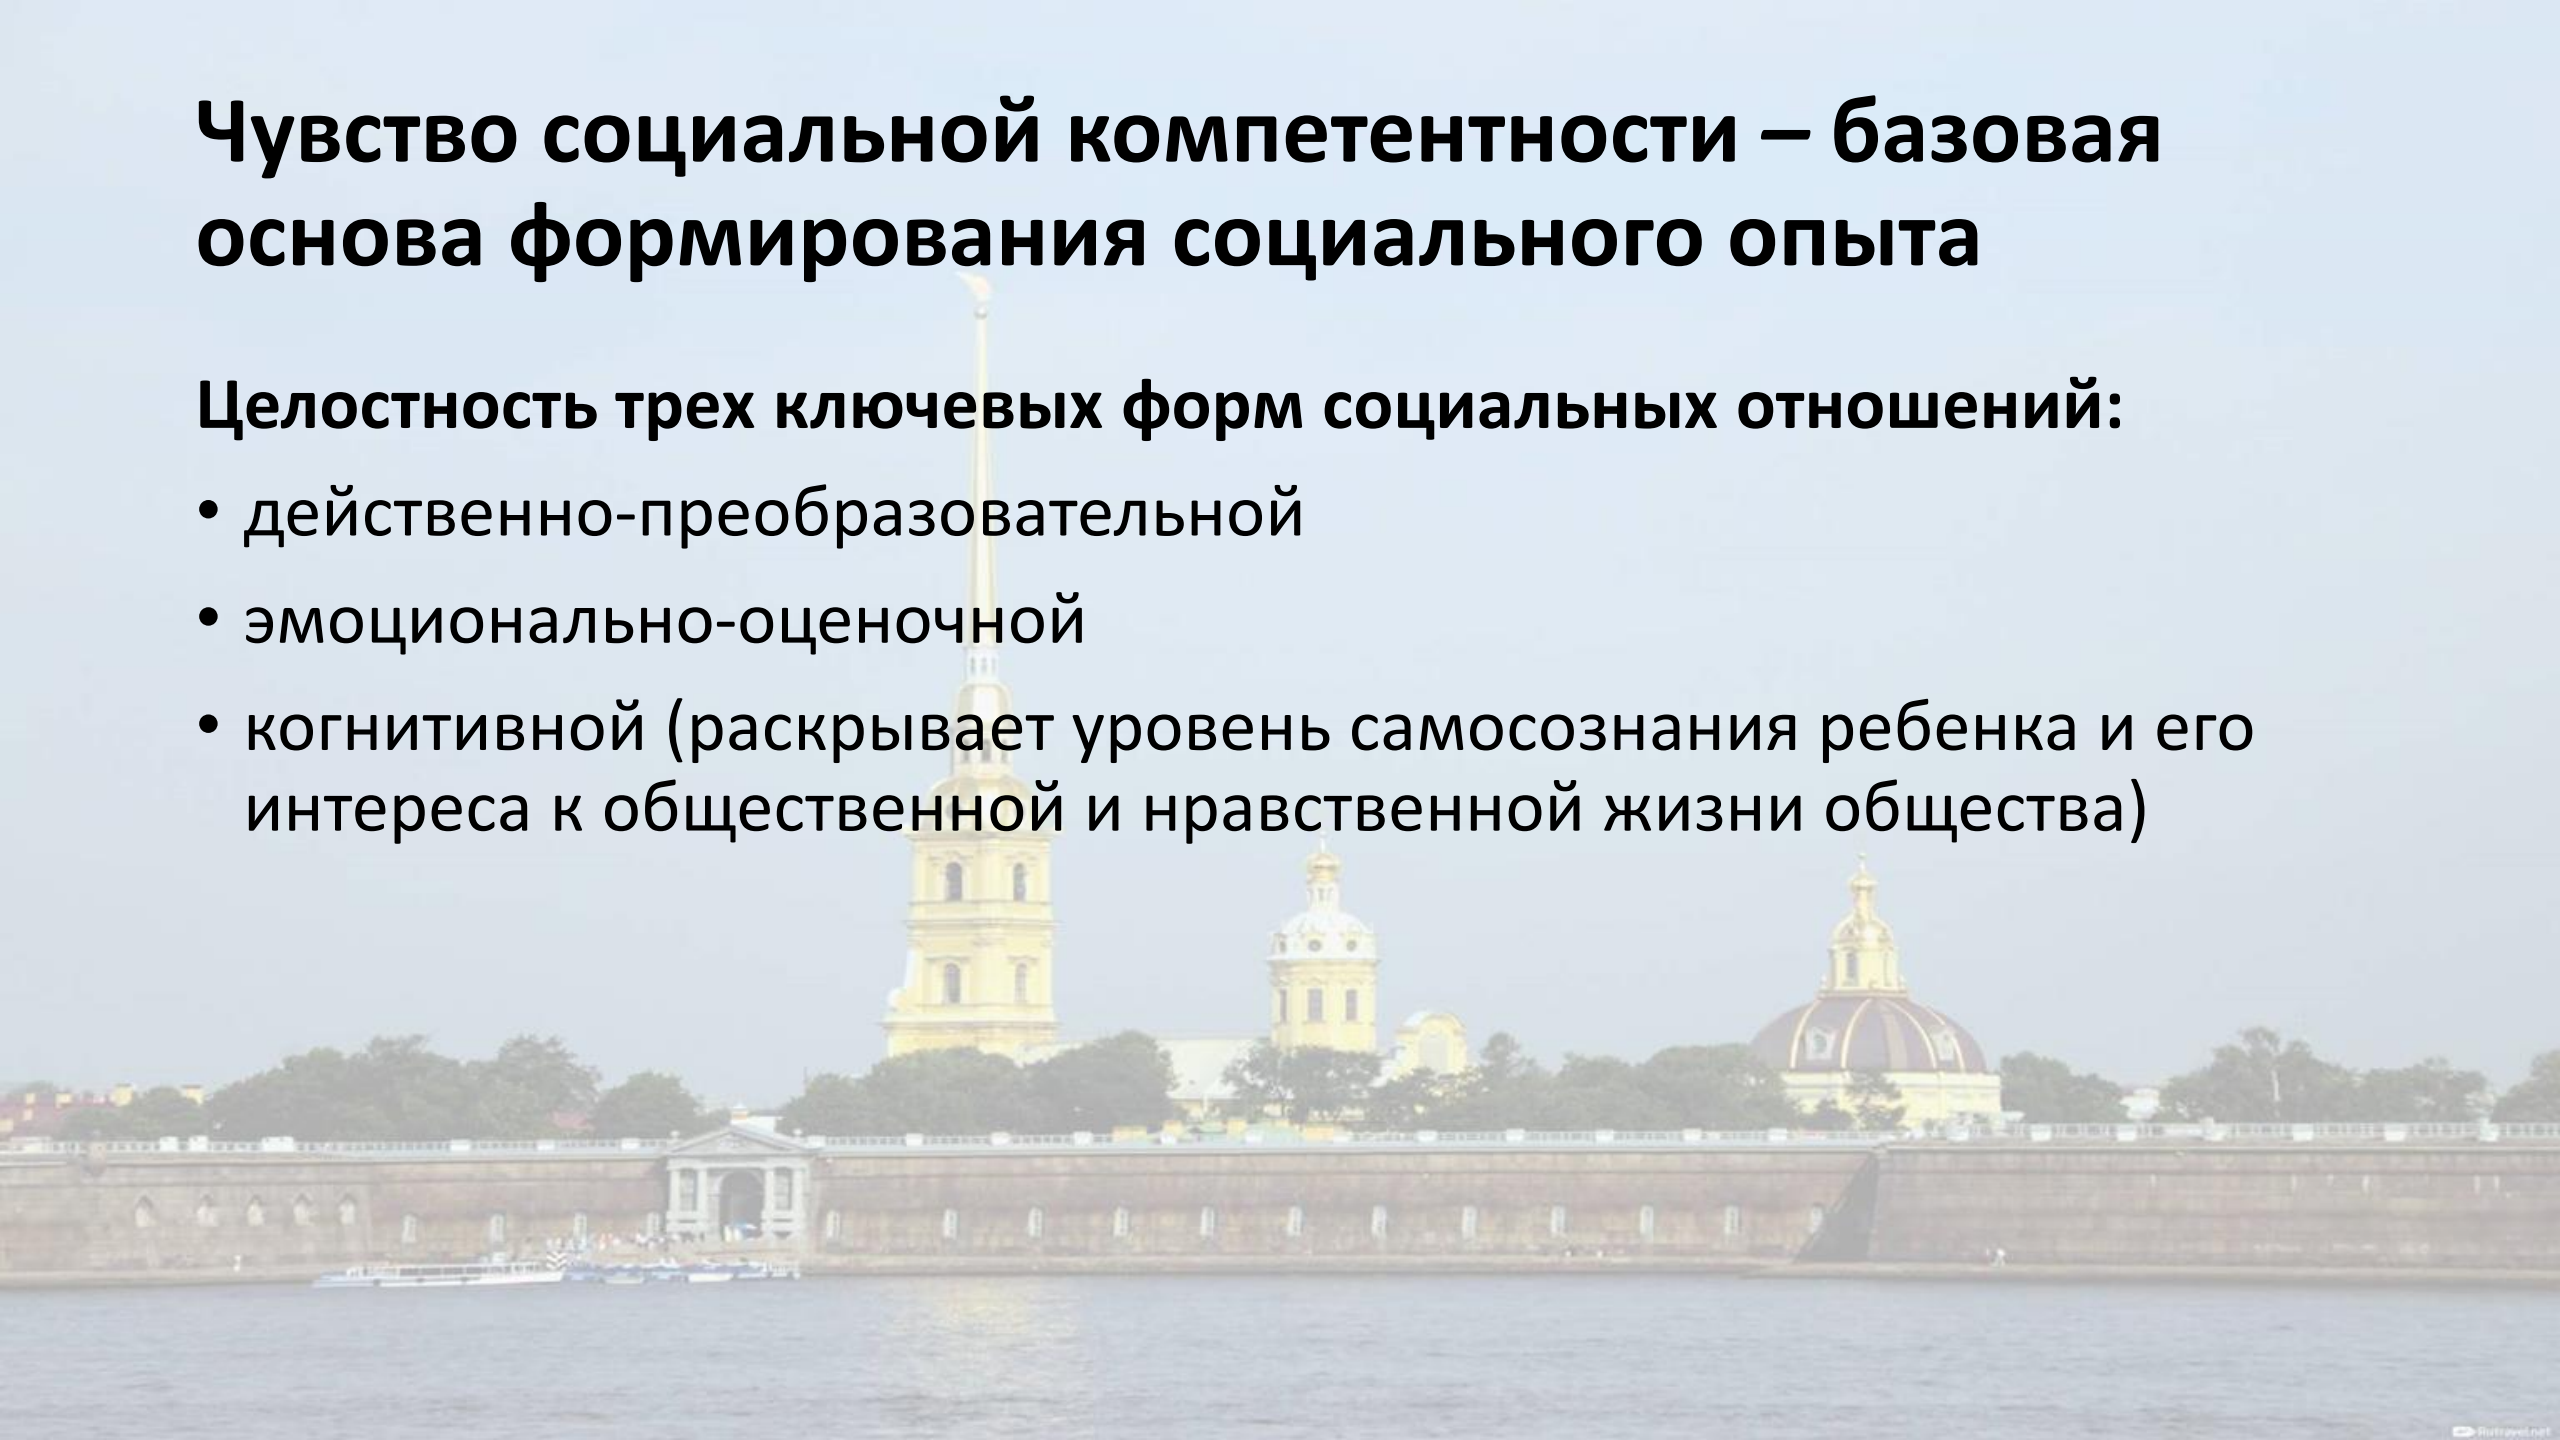 Чувство социальной компетентности – базовая
основа формирования социального опыта
Целостность трех ключевых форм социальных отношений:
• действенно-преобразовательной
• эмоционально-оценочной
• когнитивной (раскрывает уровень самосознания ребенка и его
интереса к общественной и нравственной жизни общества)